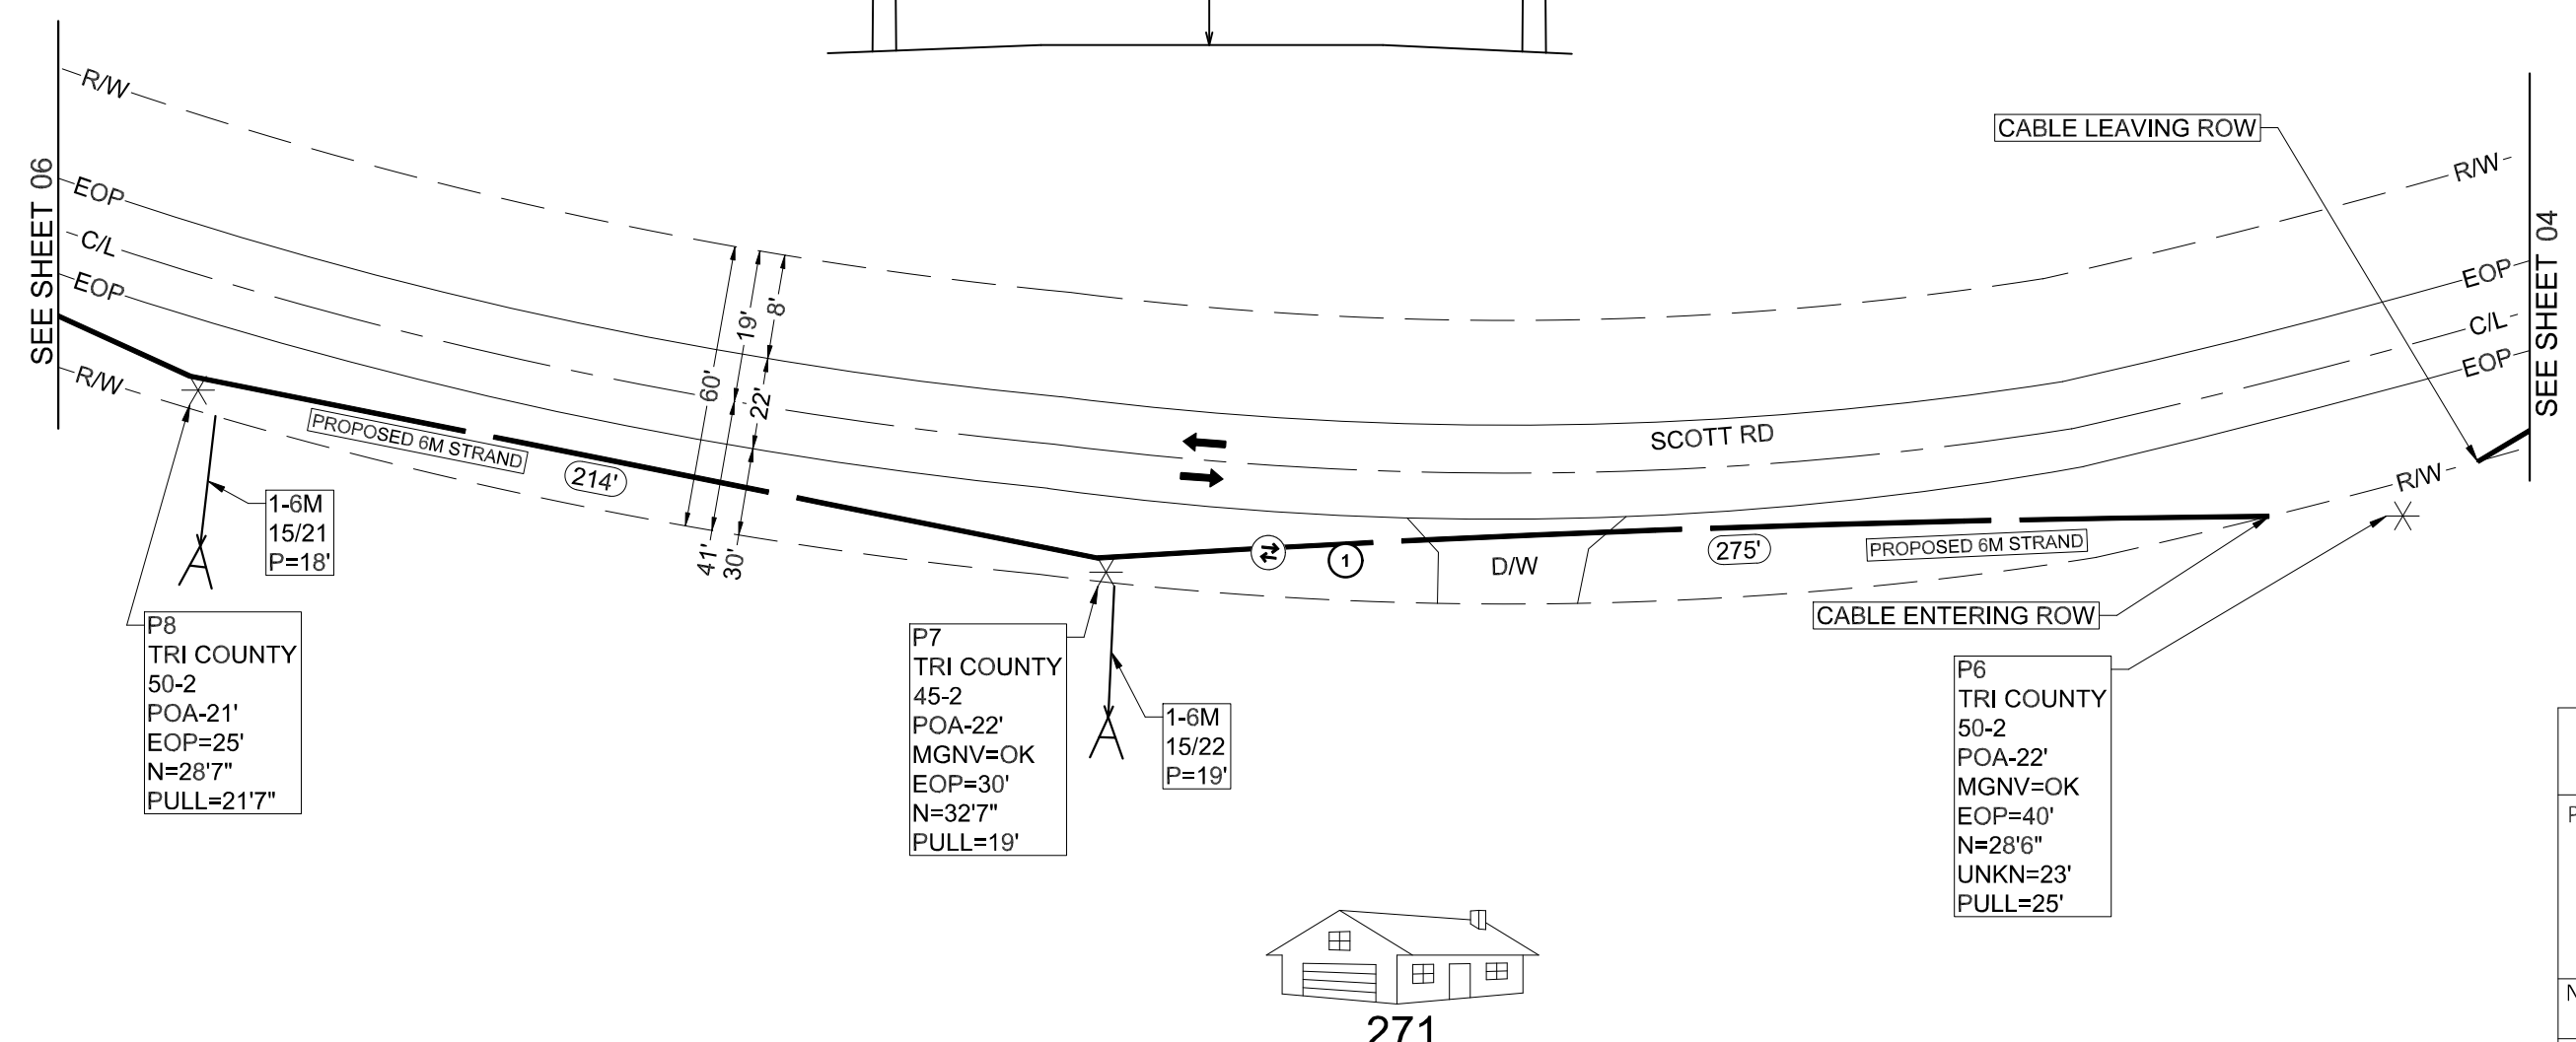 SEE SHEET 06
R/W
EOP
C/L
EOP
R/W
PROPOSED 6M STRAND
214'
60'
19'
8'
22'
41'
30'
1-6M
15/21
P=18'
P8
TRI COUNTY
50-2
POA-21'
EOP=25'
N=28'7"
PULL=21'7"
P7
TRI COUNTY
45-2
POA-22'
MGNV=OK
EOP=30'
N=32'7"
PULL=19'
1-6M
15/22
P=19'
1
D/W
SCOTT RD
275'
PROPOSED 6M STRAND
CABLE ENTERING ROW
P6
TRI COUNTY
50-2
POA-22'
MGNV=OK
EOP=40'
N=28'6"
UNKN=23'
PULL=25'
CABLE LEAVING ROW
R/W
EOP
C/L
EOP
R/W
SEE SHEET 04
271